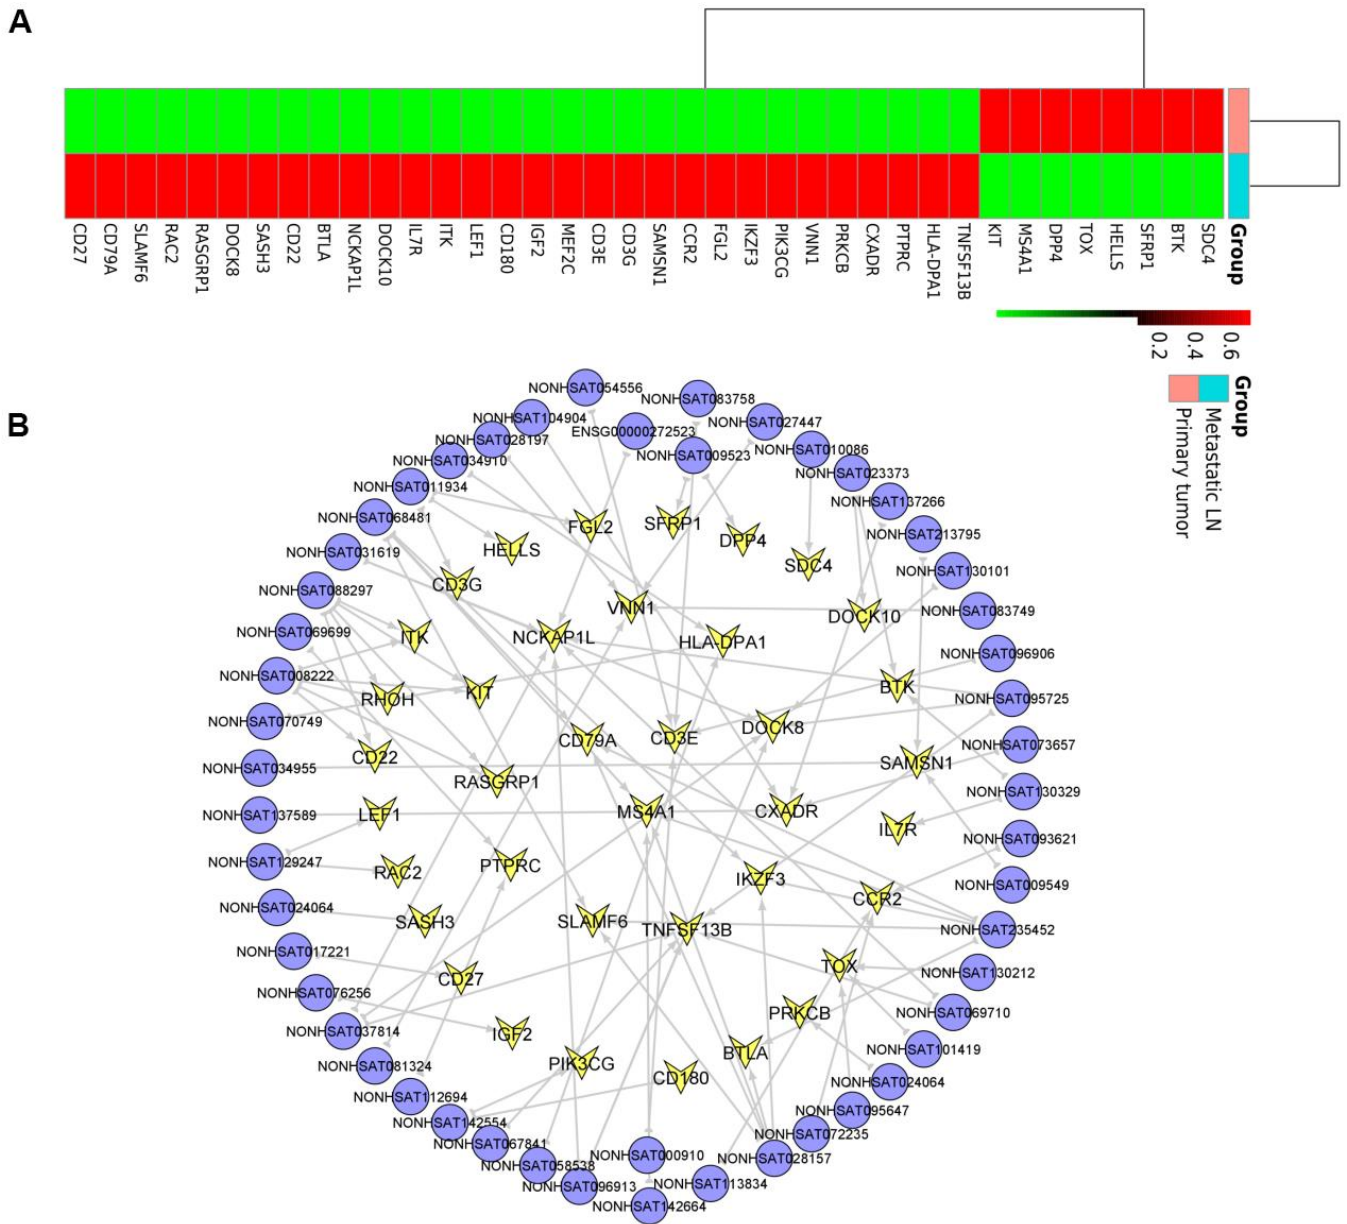 A
CD27
CD79A
SLAMF6
RAC2
RASGRP1
DOCK8
SASH3
CD22
BTLA
NCKAP1L
DOCK10
IL7R
ITK
LEF1
CD180
IGF2
MEF2C
CD3E
CD3G
SAMSN1
CCR2
FGL2
IKZF3
PIK3CG
VNN1
PRKCB
CXADR
PTPRC
HLA-DPA1
TNFSF13B
KIT
MS4A1
DPP4
TOX
HELLS
SFRP1
BTK
SDC4
Group
0.2
0.4
0.6
Group
Metastatic LN
Primary tumor
B
NONHSAT054556
NONHSAT083758
NONHSAT104904
NONHSAT027447
ENSG00000272523
NONHSAT028197
NONHSAT010086
NONHSAT009523
NONHSAT034910
NONHSAT023373
NONHSAT011934
NONHSAT137266
NONHSAT068481
SFRP1
FGL2
NONHSAT213795
DPP4
HELLS
NONHSAT031619
SDC4
NONHSAT130101
CD3G
NONHSAT088297
VNN1
NONHSAT083749
DOCK10
NONHSAT069699
ITK
NCKAP1L
HLA-DPA1
NONHSAT096906
NONHSAT008222
BTK
KIT
RHOH
NONHSAT095725
NONHSAT070749
DOCK8
CD3E
CD79A
NONHSAT073657
CD22
SAMSN1
NONHSAT034955
RASGRP1
NONHSAT130329
MS4A1
CXADR
LEF1
NONHSAT137589
IL7R
NONHSAT093621
NONHSAT129247
PTPRC
RAC2
IKZF3
NONHSAT009549
CCR2
NONHSAT024064
SASH3
SLAMF6
TNFSF13B
NONHSAT235452
NONHSAT017221
TOX
NONHSAT130212
CD27
NONHSAT076256
PRKCB
NONHSAT069710
NONHSAT037814
IGF2
NONHSAT101419
BTLA
PIK3CG
NONHSAT081324
CD180
NONHSAT024064
NONHSAT112694
NONHSAT095647
NONHSAT142554
NONHSAT072235
NONHSAT067841
NONHSAT000910
NONHSAT028157
NONHSAT058538
NONHSAT096913
NONHSAT113834
NONHSAT142664